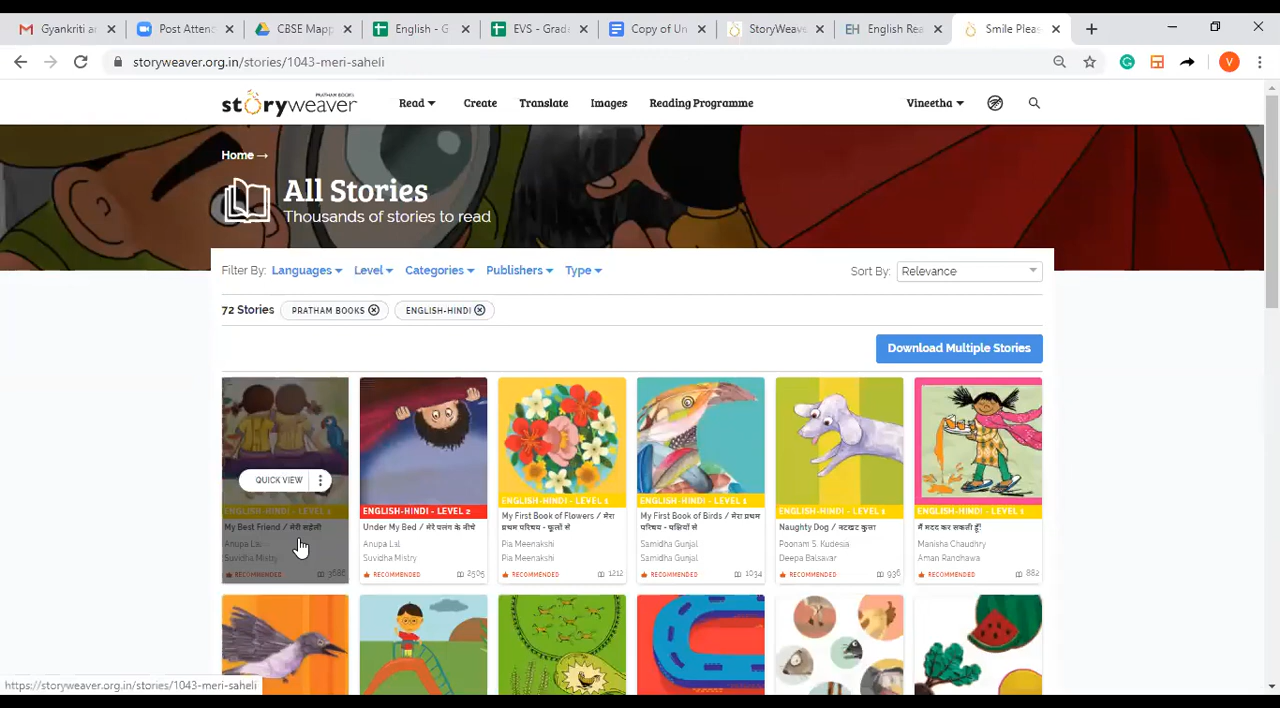 Gyankriti an
Post Attend
CBSE Mapp
English - G
EVS - Grade
Copy of Un
StoryWeave
English Rea
Smile Pleas
storyweaver.org.in/stories/1043-meri-saheli
V
PRATHAM BOOKS
storyweaver
Read
Create
Translate
Images
Reading Programme
Vineetha
Home →
All Stories
Thousands of stories to read
Filter By:
Languages
Level
Categories
Publishers
Type
Sort By:
Relevance
72 Stories
PRATHAM BOOKS
ENGLISH-HINDI
Download Multiple Stories
QUICK VIEW
ENGLISH-HINDI - LEVEL 1
ENGLISH-HINDI - LEVEL 2
ENGLISH-HINDI - LEVEL 1
ENGLISH-HINDI - LEVEL 1
ENGLISH-HINDI - LEVEL 1
ENGLISH-HINDI - LEVEL 1
My Best Friend / मेरी सहेली
Anupa Lal
Suvidha Mistry
RECOMMENDED
3686
Under My Bed / मेरे पलंग के नीचे
Anupa Lal
Suvidha Mistry
RECOMMENDED
2505
My First Book of Flowers / मेरा
प्रथम परिचय - फूलों से
Pia Meenakshi
Pia Meenakshi
RECOMMENDED
1212
My First Book of Birds / मेरा प्रथम
परिचय - पक्षियों से
Samidha Gunjal
Samidha Gunjal
RECOMMENDED
1034
Naughty Dog / नटखट कुत्ता
Poonam S. Kudesia
Deepa Balsavar
RECOMMENDED
936
मैं मदद कर सकती हूँ!
Manisha Chaudhry
Aman Randhawa
RECOMMENDED
882
https://storyweaver.org.in/stories/1043-meri-saheli